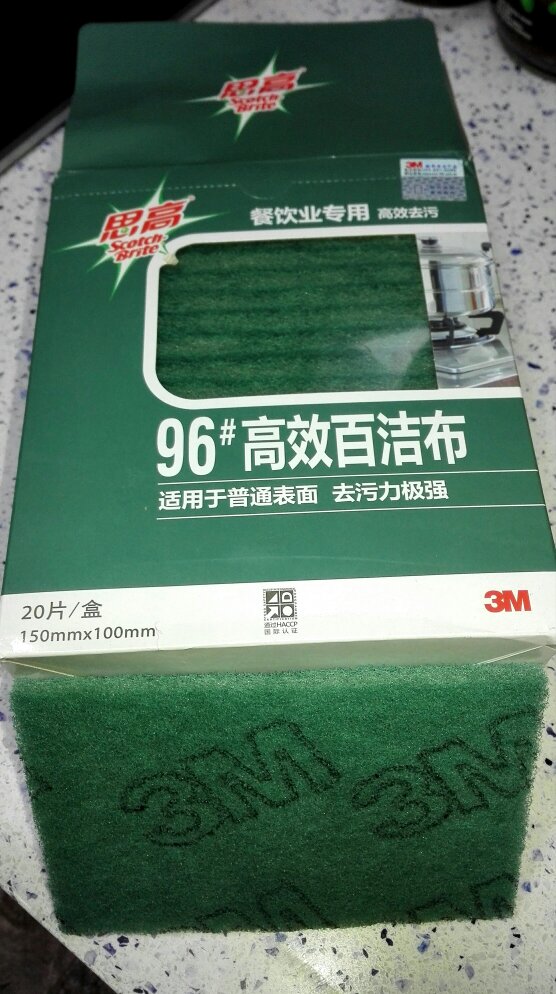 思高
Scotch
Brite
3M
思高
Scotch
Brite
餐饮业专用 高效去污
96#高效百洁布
适用于普通表面 去污力极强
20片/盒
150mmx100mm
通过HACCP
国际认证
3M
3M
3M